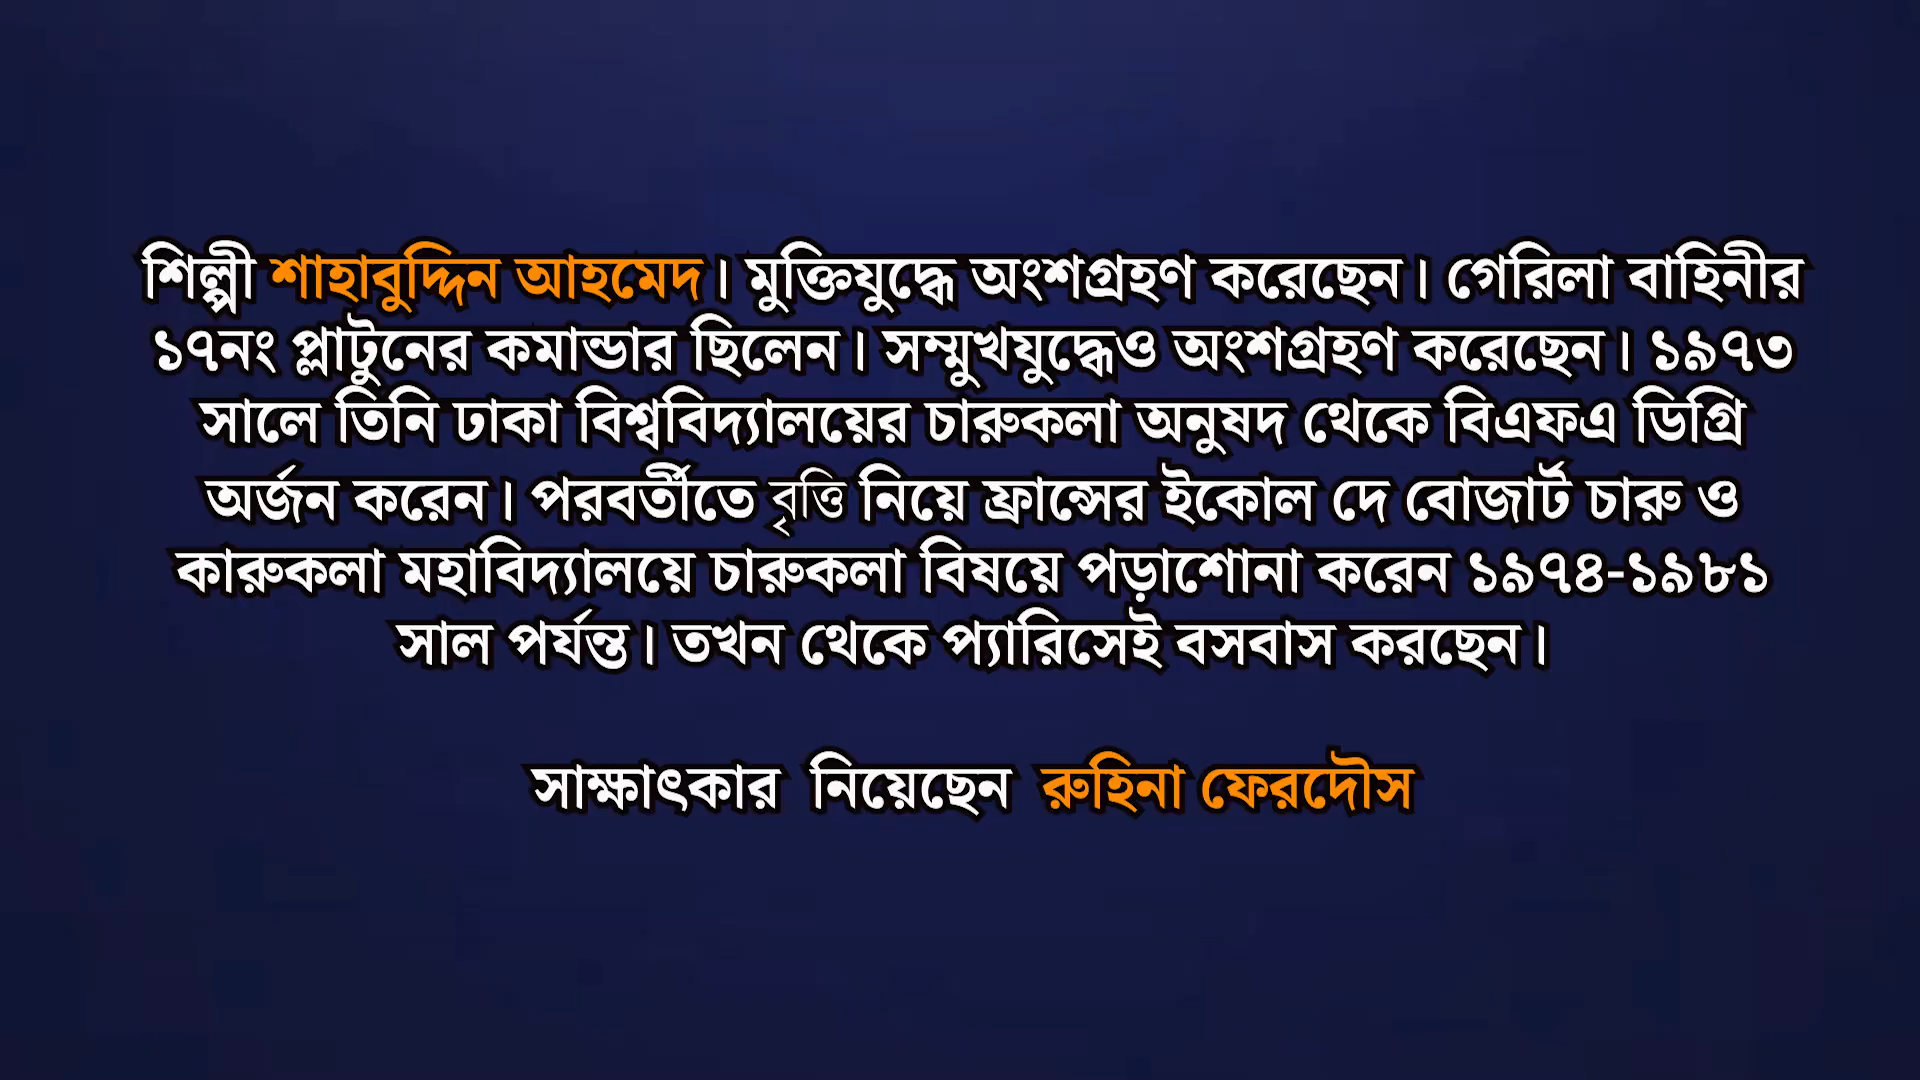 শিল্পী শাহাবুদ্দিন আহমেদ। মুক্তিযুদ্ধে অংশগ্রহণ করেছেন। গেরিলা বাহিনীর
১৭নং প্লাটুনের কমান্ডার ছিলেন। সম্মুখযুদ্ধেও অংশগ্রহণ করেছেন। ১৯৭৩
সালে তিনি ঢাকা বিশ্ববিদ্যালয়ের চারুকলা অনুষদ থেকে বিএফএ ডিগ্রি
অর্জন করেন। পরবর্তীতে বৃত্তি নিয়ে ফ্রান্সের ইকোল দে বোজার্ট চারু ও
কারুকলা মহাবিদ্যালয়ে চারুকলা বিষয়ে পড়াশোনা করেন ১৯৭৪-১৯৮১
সাল পর্যন্ত। তখন থেকে প্যারিসেই বসবাস করছেন।
সাক্ষাৎকার নিয়েছেন রুহিনা ফেরদৌস